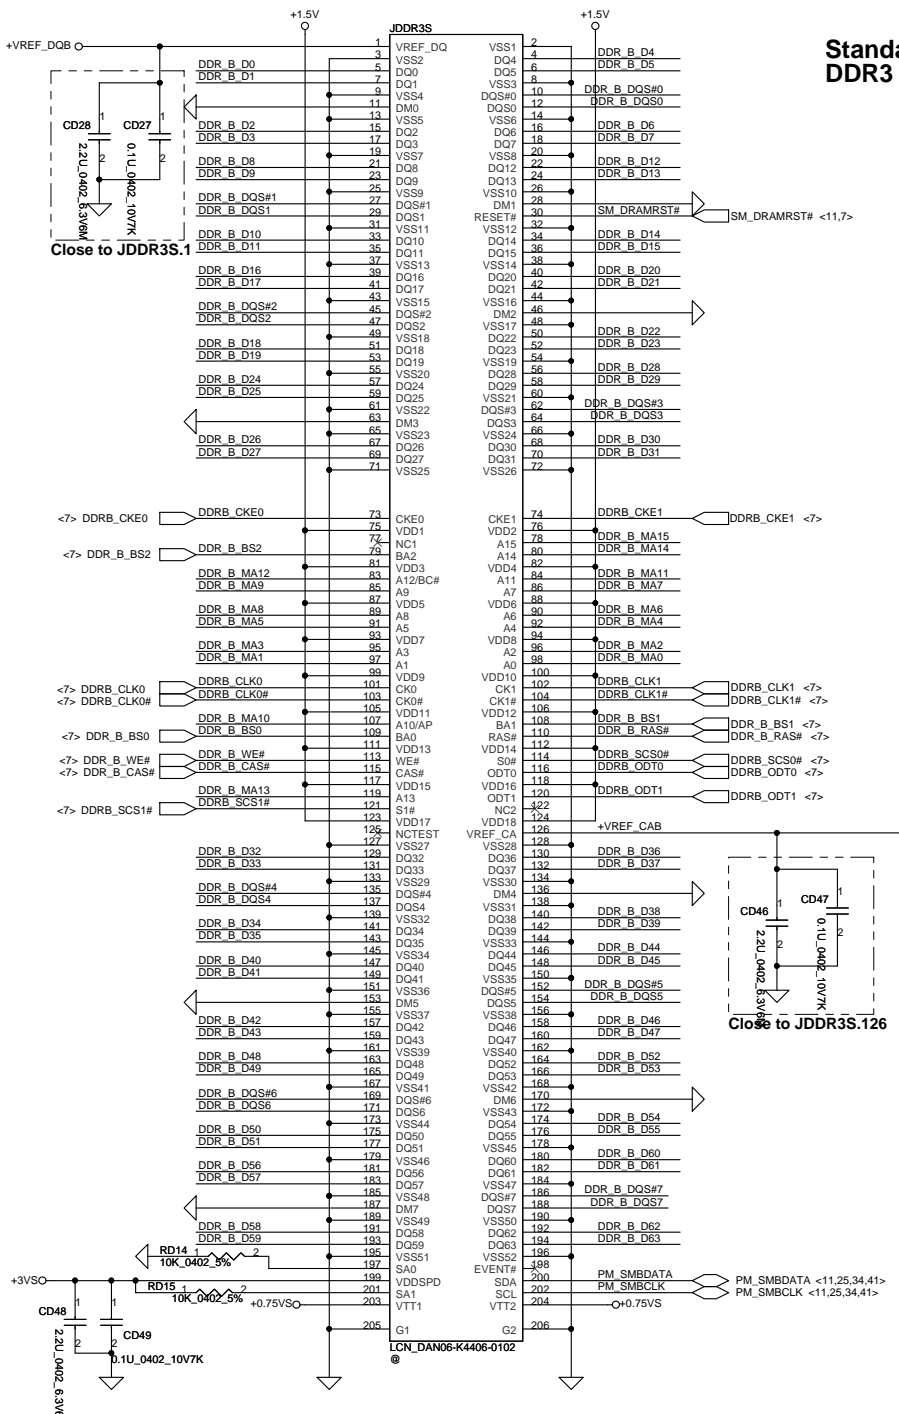 +1.5V +1.5V
JDDR3S
+VREF_DQB 1 VREF_DQ VSS1 2
3 VSS2 DQ4 4 DDR_B_D4
DDR_B_D0 5 DQ0 DQ5 6 DDR_B_D5
DDR_B_D1 7 DQ1 VSS3 8
9 VSS4 DQS#0 10 DDR_B_DQS#0
11 DM0 DQS0 12 DDR_B_DQS0
13 VSS5 VSS6 14
DDR_B_D2 15 DQ2 DQ6 16 DDR_B_D6
DDR_B_D3 17 DQ3 DQ7 18 DDR_B_D7
19 VSS7 VSS8 20
DDR_B_D8 21 DQ8 DQ12 22 DDR_B_D12
DDR_B_D9 23 DQ9 DQ13 24 DDR_B_D13
25 VSS9 VSS10 26
DDR_B_DQS#1 27 DQS#1 DM1 28
DDR_B_DQS1 29 DQS1 RESET# 30 SM_DRAMRST# SM_DRAMRST# <11,7>
31 VSS11 VSS12 32
DDR_B_D10 33 DQ10 DQ14 34 DDR_B_D14
DDR_B_D11 35 DQ11 DQ15 36 DDR_B_D15
37 VSS13 VSS14 38
DDR_B_D16 39 DQ16 DQ20 40 DDR_B_D20
DDR_B_D17 41 DQ17 DQ21 42 DDR_B_D21
43 VSS15 VSS16 44
DDR_B_DQS#2 45 DQS#2 DM2 46
DDR_B_DQS2 47 DQS2 VSS17 48
49 VSS18 DQ22 50 DDR_B_D22
DDR_B_D18 51 DQ18 DQ23 52 DDR_B_D23
DDR_B_D19 53 DQ19 VSS19 54
55 VSS20 DQ28 56 DDR_B_D28
DDR_B_D24 57 DQ24 DQ29 58 DDR_B_D29
DDR_B_D25 59 DQ25 VSS21 60
61 VSS22 DQS#3 62 DDR_B_DQS#3
63 DM3 DQS3 64 DDR_B_DQS3
65 VSS23 VSS24 66
DDR_B_D26 67 DQ26 DQ30 68 DDR_B_D30
DDR_B_D27 69 DQ27 DQ31 70 DDR_B_D31
71 VSS25 VSS26 72
<7> DDRB_CKE0 DDRB_CKE0 73 CKE0 CKE1 74 DDRB_CKE1 DDRB_CKE1 <7>
75 VDD1 VDD2 76
77 NC1 A15 78 DDR_B_MA15
<7> DDR_B_BS2 DDR_B_BS2 79 BA2 A14 80 DDR_B_MA14
81 VDD3 VDD4 82
DDR_B_MA12 83 A12/BC# A11 84 DDR_B_MA11
DDR_B_MA9 85 A9 A7 86 DDR_B_MA7
87 VDD5 VDD6 88
DDR_B_MA8 89 A8 A6 90 DDR_B_MA6
DDR_B_MA5 91 A5 A4 92 DDR_B_MA4
93 VDD7 VDD8 94
DDR_B_MA3 95 A3 A2 96 DDR_B_MA2
DDR_B_MA1 97 A1 A0 98 DDR_B_MA0
99 VDD9 VDD10 100
<7> DDRB_CLK0 DDRB_CLK0 101 CK0 CK1 102 DDRB_CLK1 DDRB_CLK1 <7>
<7> DDRB_CLK0# DDRB_CLK0# 103 CK0# CK1# 104 DDRB_CLK1# DDRB_CLK1# <7>
105 VDD11 VDD12 106
DDR_B_MA10 107 A10/AP BA1 108 DDR_B_BS1 DDR_B_BS1 <7>
<7> DDR_B_BS0 DDR_B_BS0 109 BA0 RAS# 110 DDR_B_RAS# DDR_B_RAS# <7>
111 VDD13 VDD14 112
<7> DDR_B_WE# DDR_B_WE# 113 WE# S0# 114 DDRB_SCS0# DDRB_SCS0# <7>
<7> DDR_B_CAS# DDR_B_CAS# 115 CAS# ODT0 116 DDRB_ODT0 DDRB_ODT0 <7>
117 VDD15 VDD16 118
DDR_B_MA13 119 A13 ODT1 120 DDRB_ODT1 DDRB_ODT1 <7>
<7> DDRB_SCS1# DDRB_SCS1# 121 S1# NC2 122
123 VDD17 VDD18 124
125 NCTEST VREF_CA 126 +VREF_CAB
127 VSS27 VSS28 128
DDR_B_D32 129 DQ32 DQ36 130 DDR_B_D36
DDR_B_D33 131 DQ33 DQ37 132 DDR_B_D37
133 VSS29 VSS30 134
DDR_B_DQS#4 135 DQS#4 DM4 136
DDR_B_DQS4 137 DQS4 VSS31 138
139 VSS32 DQ38 140 DDR_B_D38
DDR_B_D34 141 DQ34 DQ39 142 DDR_B_D39
DDR_B_D35 143 DQ35 VSS33 144
145 VSS34 DQ44 146 DDR_B_D44
DDR_B_D40 147 DQ40 DQ45 148 DDR_B_D45
DDR_B_D41 149 DQ41 VSS35 150
151 VSS36 DQS#5 152 DDR_B_DQS#5
153 DM5 DQS5 154 DDR_B_DQS5
155 VSS37 VSS38 156
DDR_B_D42 157 DQ42 DQ46 158 DDR_B_D46
DDR_B_D43 159 DQ43 DQ47 160 DDR_B_D47
161 VSS39 VSS40 162
DDR_B_D48 163 DQ48 DQ52 164 DDR_B_D52
DDR_B_D49 165 DQ49 DQ53 166 DDR_B_D53
167 VSS41 VSS42 168
DDR_B_DQS#6 169 DQS#6 DM6 170
DDR_B_DQS6 171 DQS6 VSS43 172
173 VSS44 DQ54 174 DDR_B_D54
DDR_B_D50 175 DQ50 DQ55 176 DDR_B_D55
DDR_B_D51 177 DQ51 VSS45 178
179 VSS46 DQ60 180 DDR_B_D60
DDR_B_D56 181 DQ56 DQ61 182 DDR_B_D61
DDR_B_D57 183 DQ57 VSS47 184
185 VSS48 DQS#7 186 DDR_B_DQS#7
187 DM7 DQS7 188 DDR_B_DQS7
189 VSS49 VSS50 190
DDR_B_D58 191 DQ58 DQ62 192 DDR_B_D62
DDR_B_D59 193 DQ59 DQ63 194 DDR_B_D63
195 VSS51 VSS52 196
197 SA0 EVENT# 198
+3VS 199 VDDSPD SDA 200 PM_SMBDATA PM_SMBDATA <11,25,34,41>
201 SA1 SCL 202 PM_SMBCLK PM_SMBCLK <11,25,34,41>
+0.75VS 203 VTT1 VTT2 204 +0.75VS
205 G1 G2 206
LCN_DAN06-K4406-0102
@
DDR3
CD28 1 2
2.2U_0402_6.3V6M
CD27 1 2
0.1U_0402_10V7K
Close to JDDR3S.1
CD46 1 2
CD47 1 2
0.1U_0402_10V7K
Close to JDDR3S.126
RD14 1 2
10K_0402_5%
RD15 1 2
10K_0402_5%
CD48 1 2
CD49 1 2
0.1U_0402_10V7K